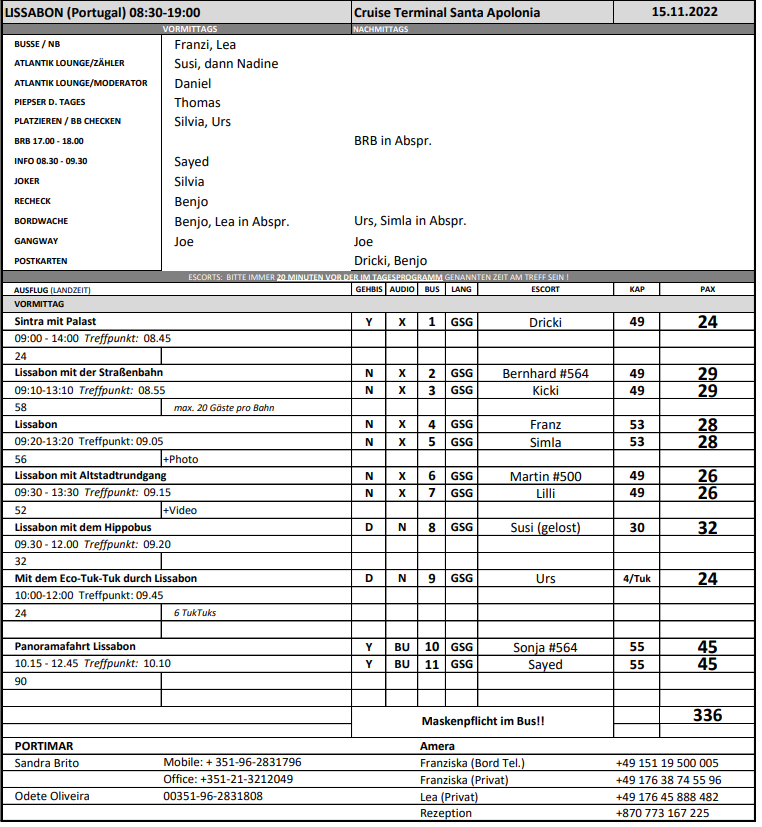 LISSABON (Portugal) 08:30-19:00 Cruise Terminal Santa Apolonia 15.11.2022
VORMITTAGS NACHMITTAGS
BUSSE / NB Franzi, Lea
ATLANTIK LOUNGE/ZÄHLER Susi, dann Nadine
ATLANTIK LOUNGE/MODERATOR Daniel
PIEPSER D. TAGES Thomas
PLATZIEREN / BB CHECKEN Silvia, Urs
BRB 17.00 - 18.00 BRB in Abspr.
INFO 08.30 - 09.30 Sayed
JOKER Silvia
RECHECK Benjo
BORDWACHE Benjo, Lea in Abspr. Urs, Simla in Abspr.
GANGWAY Joe Joe
POSTKARTEN Dricki, Benjo
ESCORTS: BITTE IMMER 20 MINUTEN VOR DER IM TAGESPROGRAMM GENANNTEN ZEIT AM TREFF SEIN !
AUSFLUG (LANDZEIT) GEHBIS AUDIO BUS LANG ESCORT KAP PAX
VORMITTAG
Sintra mit Palast Y X 1 GSG Dricki 49 24
09:00 - 14:00 Treffpunkt: 08.45
24
Lissabon mit der Straßenbahn N X 2 GSG Bernhard #564 49 29
09:10-13:10 Treffpunkt: 08.55 N X 3 GSG Kicki 49 29
58 max. 20 Gäste pro Bahn
Lissabon N X 4 GSG Franz 53 28
09:20-13:20 Treffpunkt: 09.05 N X 5 GSG Simla 53 28
56 +Photo
Lissabon mit Altstadtrundgang N X 6 GSG Martin #500 49 26
09:30 - 13:30 Treffpunkt: 09.15 N X 7 GSG Lilli 49 26
52 +Video
Lissabon mit dem Hippobus D N 8 GSG Susi (gelost) 30 32
09.30 - 12.00 Treffpunkt: 09.20
32
Mit dem Eco-Tuk-Tuk durch Lissabon D N 9 GSG Urs 4/Tuk 24
10:00-12:00 Treffpunkt: 09.45
24 6 TukTuks
Panoramafahrt Lissabon Y BU 10 GSG Sonja #564 55 45
10.15 - 12.45 Treffpunkt: 10.10 Y BU 11 GSG Sayed 55 45
90
Maskenpflicht im Bus!! 336
PORTIMAR Amera
Sandra Brito Mobile: + 351-96-2831796 Franziska (Bord Tel.) +49 151 19 500 005
Office: +351-21-3212049 Franziska (Privat) +49 176 38 74 55 96
Odete Oliveira 00351-96-2831808 Lea (Privat) +49 176 45 888 482
Rezeption +870 773 167 225